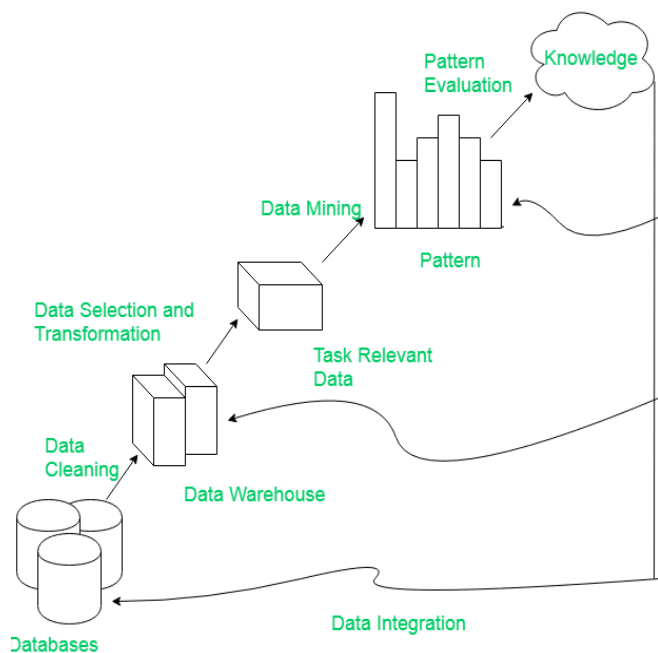 Knowledge
Pattern
Evaluation
Data Mining
Pattern
Data Selection and
Transformation
Task Relevant
Data
Data
Cleaning
Data Warehouse
Data Integration
Databases